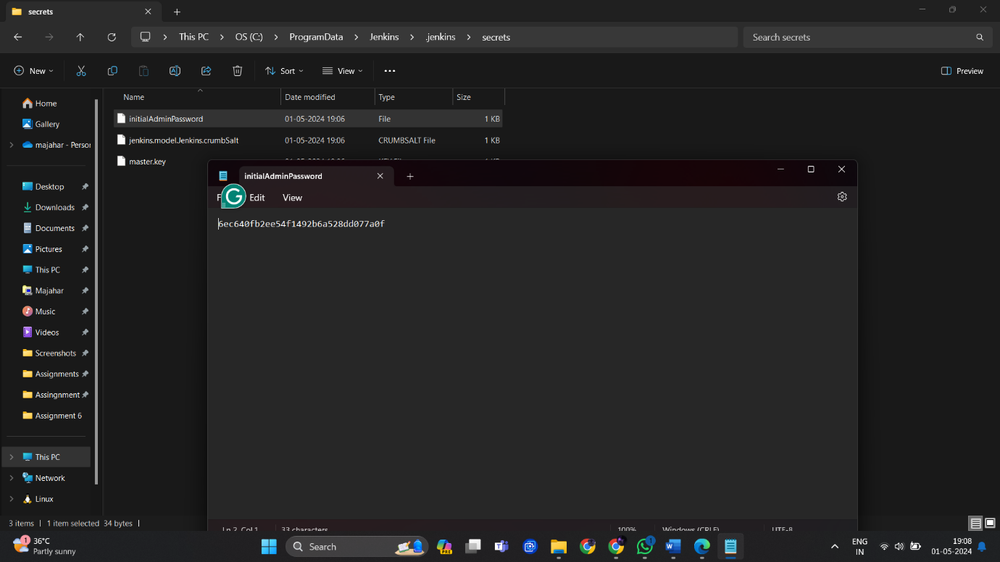 secrets
This PC > OS (C:) > ProgramData > Jenkins > .jenkins > secrets
Search secrets
New
Sort
View
Preview
Name Date modified Type Size
initialAdminPassword 01-05-2024 19:06 File 1 KB
jenkins.model.Jenkins.crumbSalt 01-05-2024 19:06 CRUMBSALT File 1 KB
master.key
Home
Gallery
majahar - Persor
Desktop
Downloads
Documents
Pictures
This PC
Majahar
Music
Videos
Screenshots
Assignments
Assingnment
Assignment 6
This PC
Network
Linux
3 items 1 item selected 34 bytes
initialAdminPassword
F Edit View
6ec640fb2ee54f1492b6a528dd077a0f
Ln 2, Col 1 33 characters 100% Windows (CRLF) UTF-8
1
36°C
Partly sunny
Search
PRE
1
ENG
IN
19:08
01-05-2024